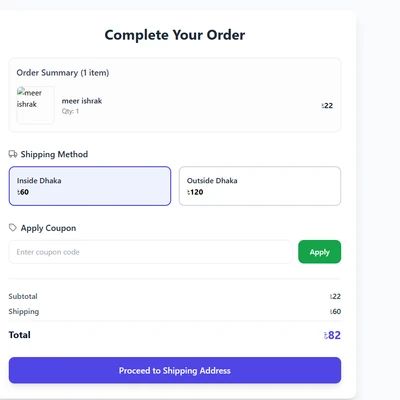 Complete Your Order
Order Summary (1 item)
meer ishrak
meer ishrak
Qty: 1
৳22
Shipping Method
Inside Dhaka
৳60
Outside Dhaka
৳120
Apply Coupon
Enter coupon code
Apply
Subtotal
৳22
Shipping
৳60
Total
৳82
Proceed to Shipping Address